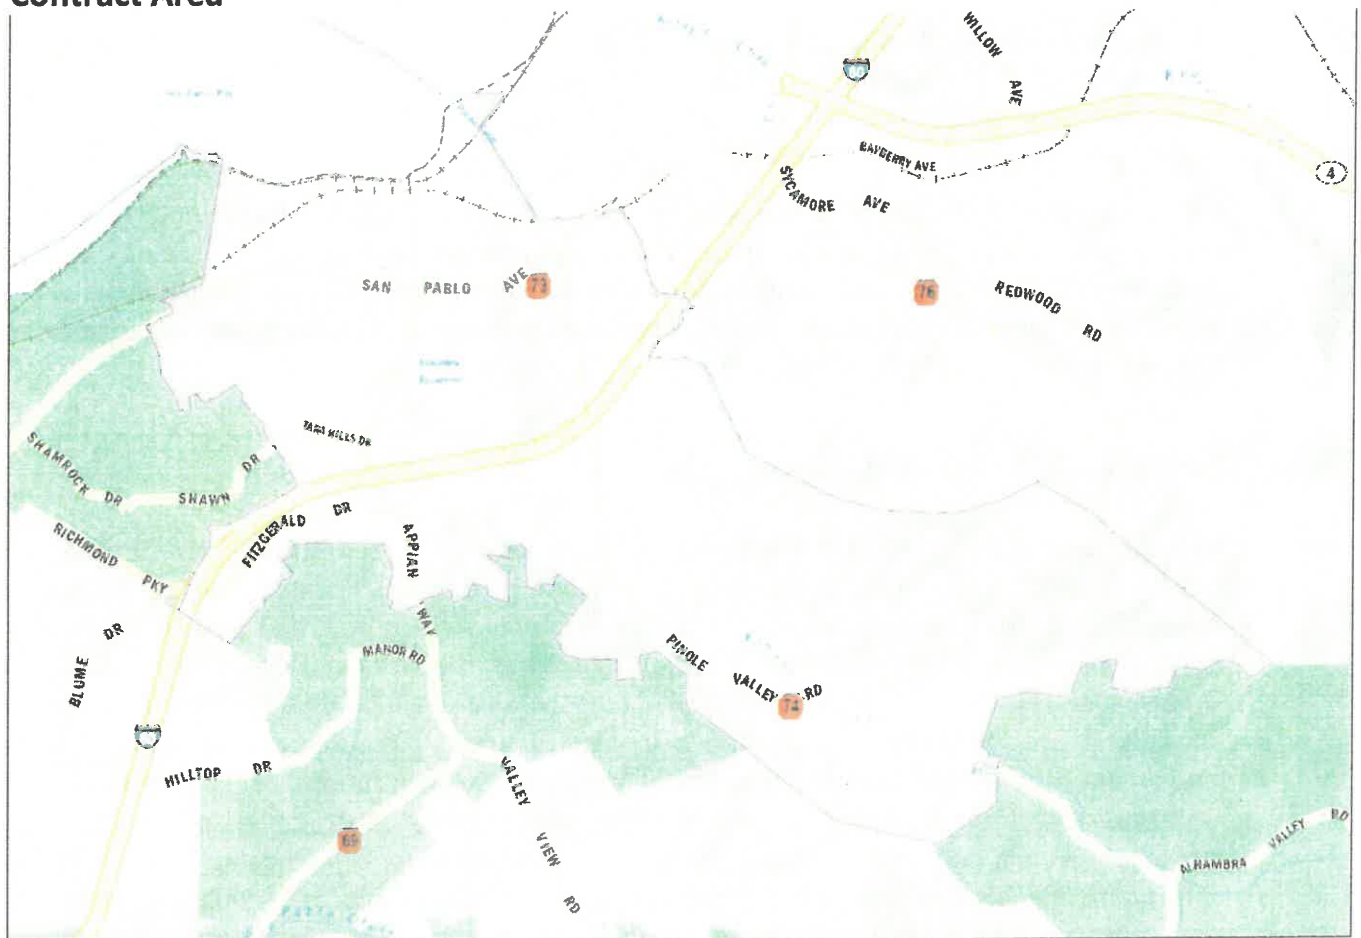 Contract Area
WILLOW AVE
80
BAYBERRY AVE
4
SYCAMORE AVE
SAN PABLO AVE
73
76
REDWOOD RD
TARA HILLS DR
SHAMROCK DR
SHAWN DR
FITZGERALD DR
RICHMOND PKY
APPIAN WAY
BLUME DR
MANOR RD
PINOLE VALLEY RD
74
HILLTOP DR
VALLEY VIEW RD
69
ALHAMBRA VALLEY RD